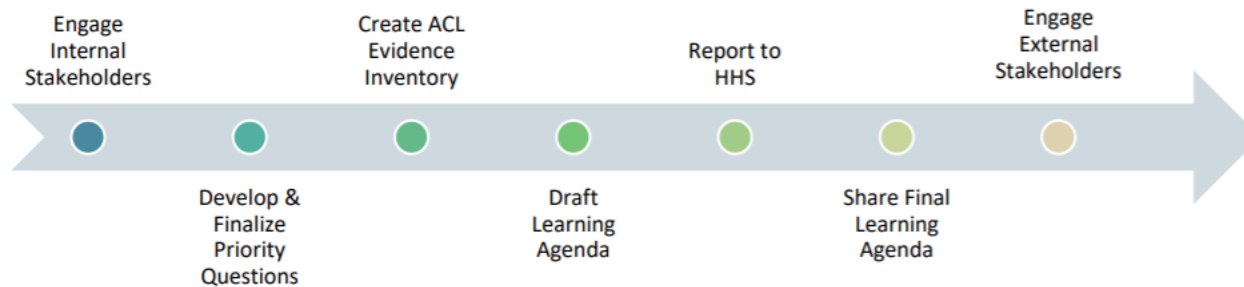 Engage
Internal
Stakeholders
Develop &
Finalize
Priority
Questions
Create ACL
Evidence
Inventory
Draft
Learning
Agenda
Report to
HHS
Share Final
Learning
Agenda
Engage
External
Stakeholders